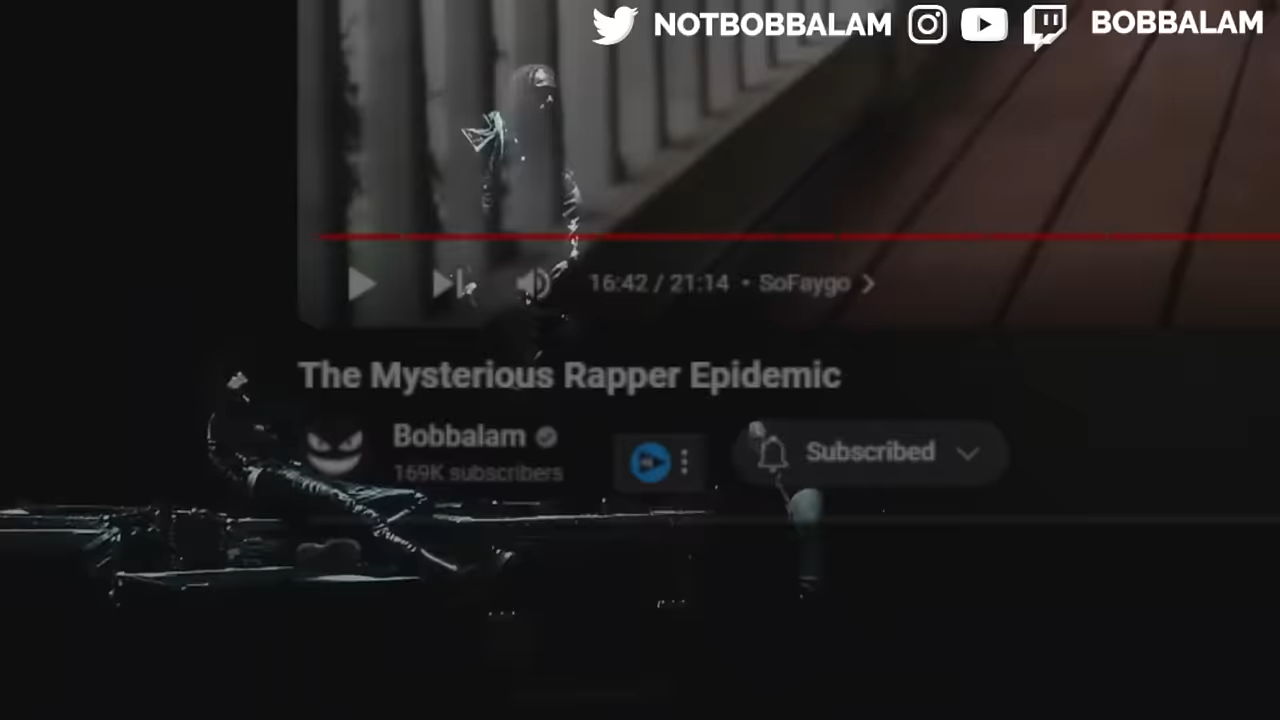 NOTBOBBALAM BOBBALAM
16:42 / 21:14 • SoFaygo
The Mysterious Rapper Epidemic
Bobbalam
169K subscribers
Subscribed